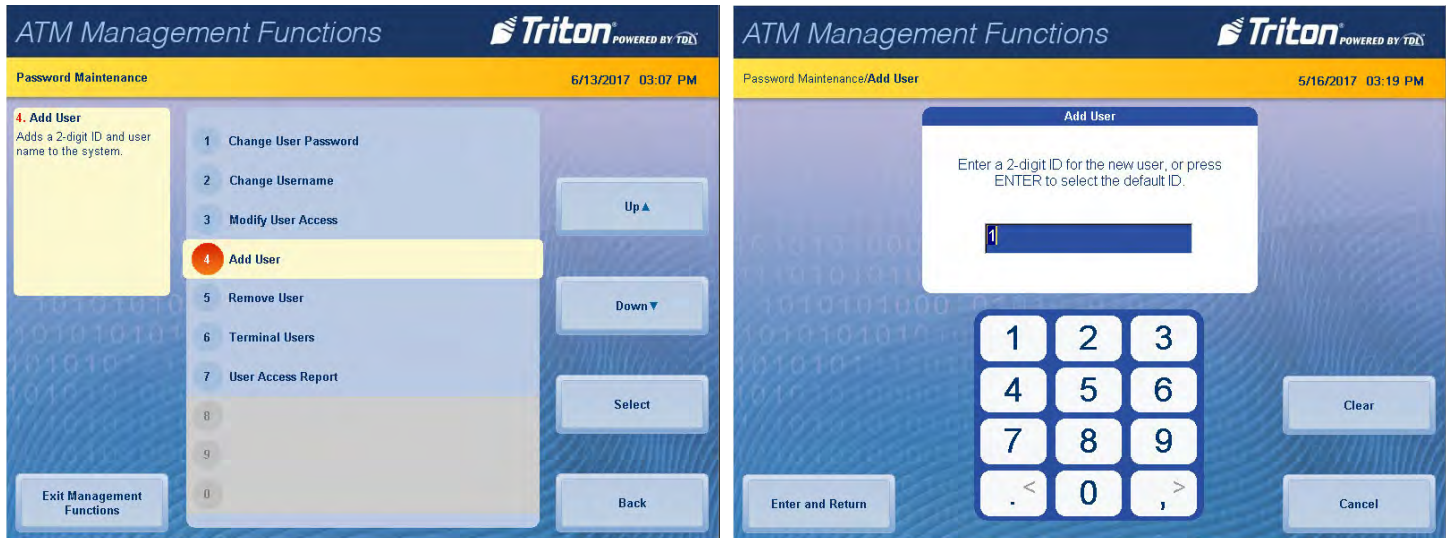 ATM Management Functions
Triton POWERED BY TDL
Password Maintenance
6/13/2017 03:07 PM
4. Add User
Adds a 2-digit ID and user
name to the system.
1 Change User Password
2 Change Username
3 Modify User Access
4 Add User
5 Remove User
6 Terminal Users
7 User Access Report
8
9
0
Up▲
Down▼
Select
Back
Exit Management
Functions
ATM Management Functions
Triton POWERED BY TDL
Password Maintenance/Add User
5/16/2017 03:19 PM
Add User
Enter a 2-digit ID for the new user, or press
ENTER to select the default ID.
1
1 2 3
4 5 6
7 8 9
. < 0 , >
Clear
Enter and Return
Cancel